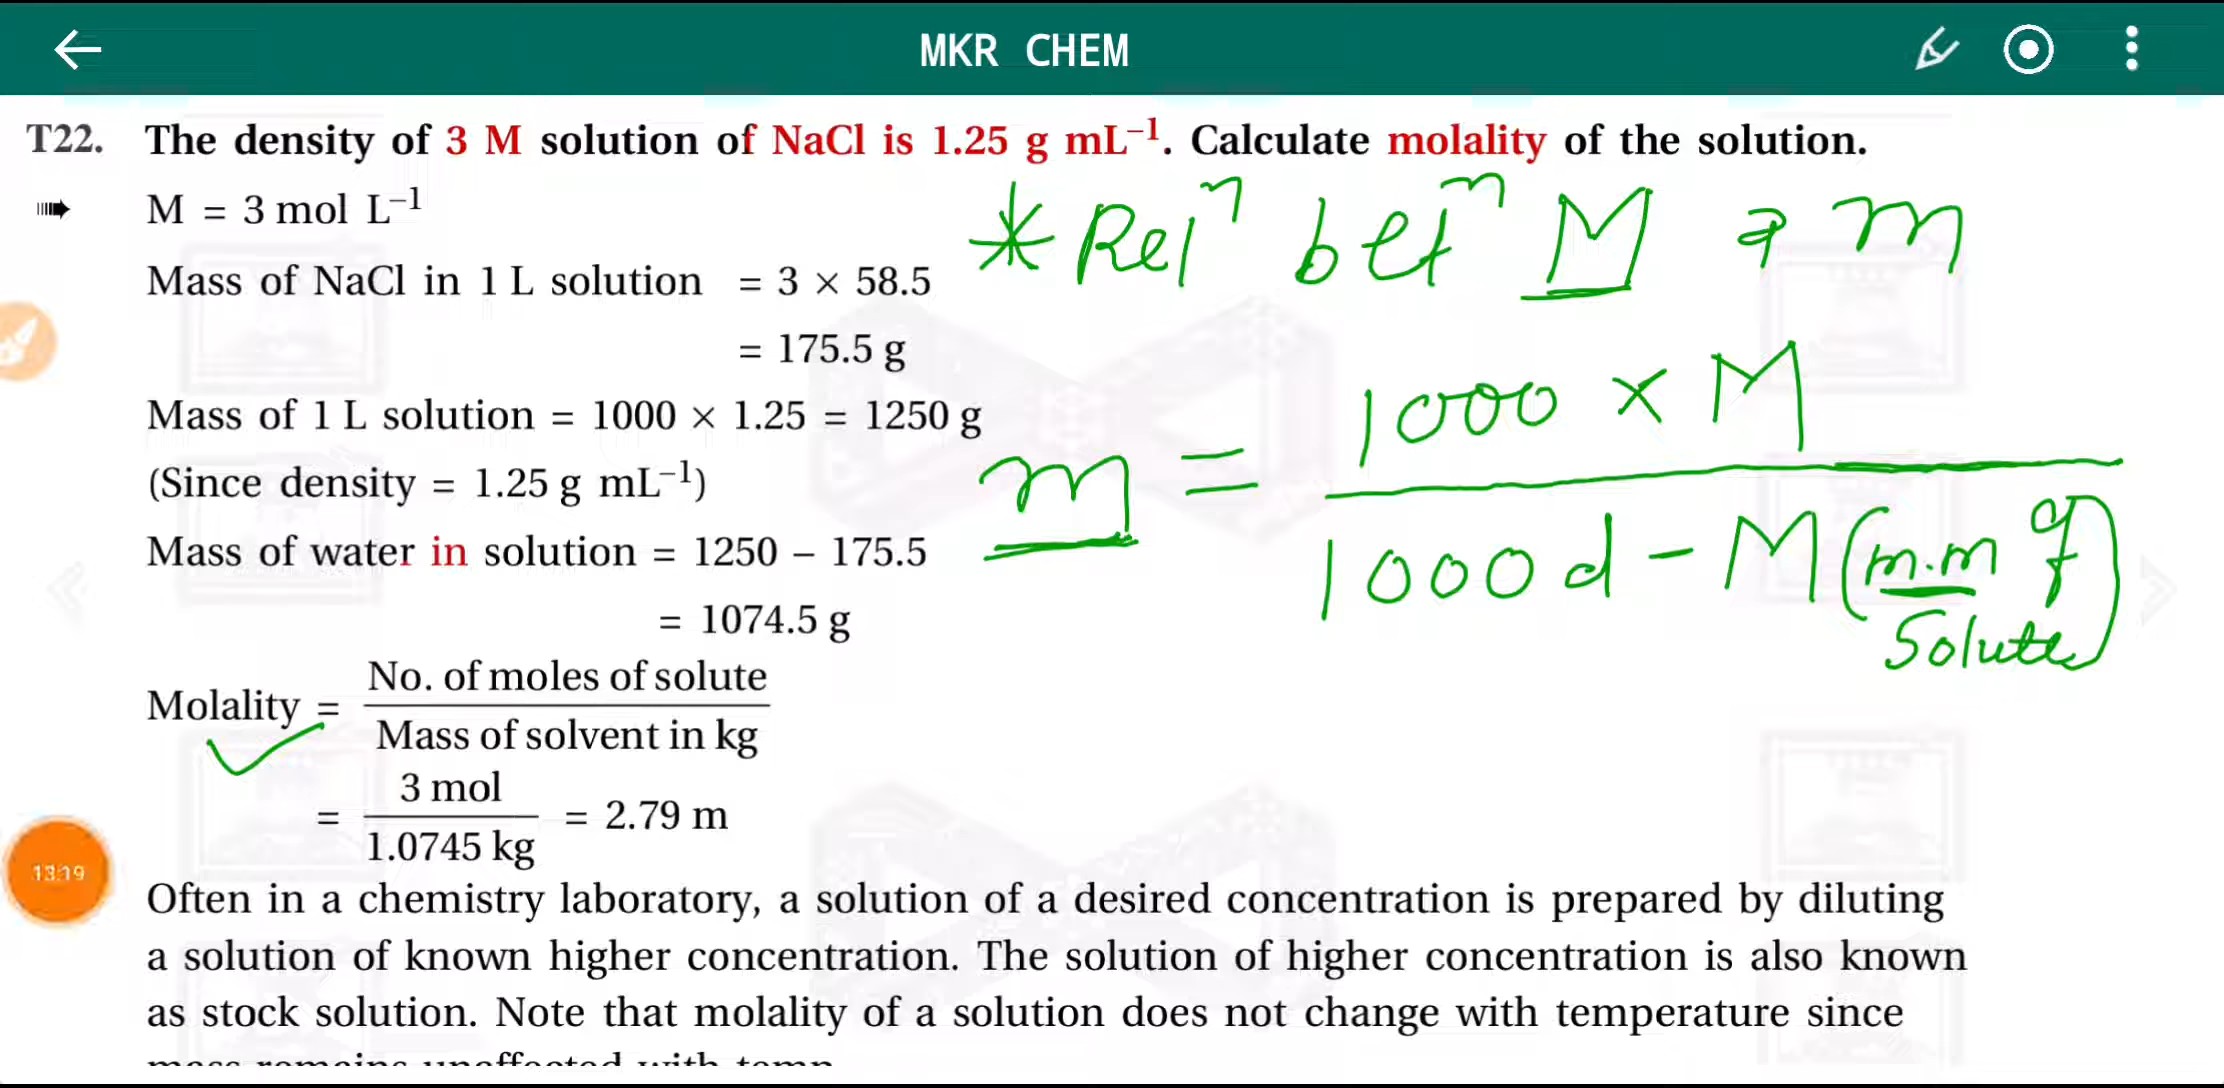 MKR CHEM
T22. The density of 3 M solution of NaCl is 1.25 g mL⁻¹. Calculate molality of the solution.
M = 3 mol L⁻¹
*Relⁿ betⁿ M & m
Mass of NaCl in 1 L solution = 3 × 58.5
= 175.5 g
Mass of 1 L solution = 1000 × 1.25 = 1250 g
(Since density = 1.25 g mL⁻¹)
m = 1000 × M / 1000 d - M (m.m of Solute)
Mass of water in solution = 1250 – 175.5
= 1074.5 g
Molality = No. of moles of solute / Mass of solvent in kg
= 3 mol / 1.0745 kg = 2.79 m
13:19
Often in a chemistry laboratory, a solution of a desired concentration is prepared by diluting
a solution of known higher concentration. The solution of higher concentration is also known
as stock solution. Note that molality of a solution does not change with temperature since
mass remains unaffected with temp